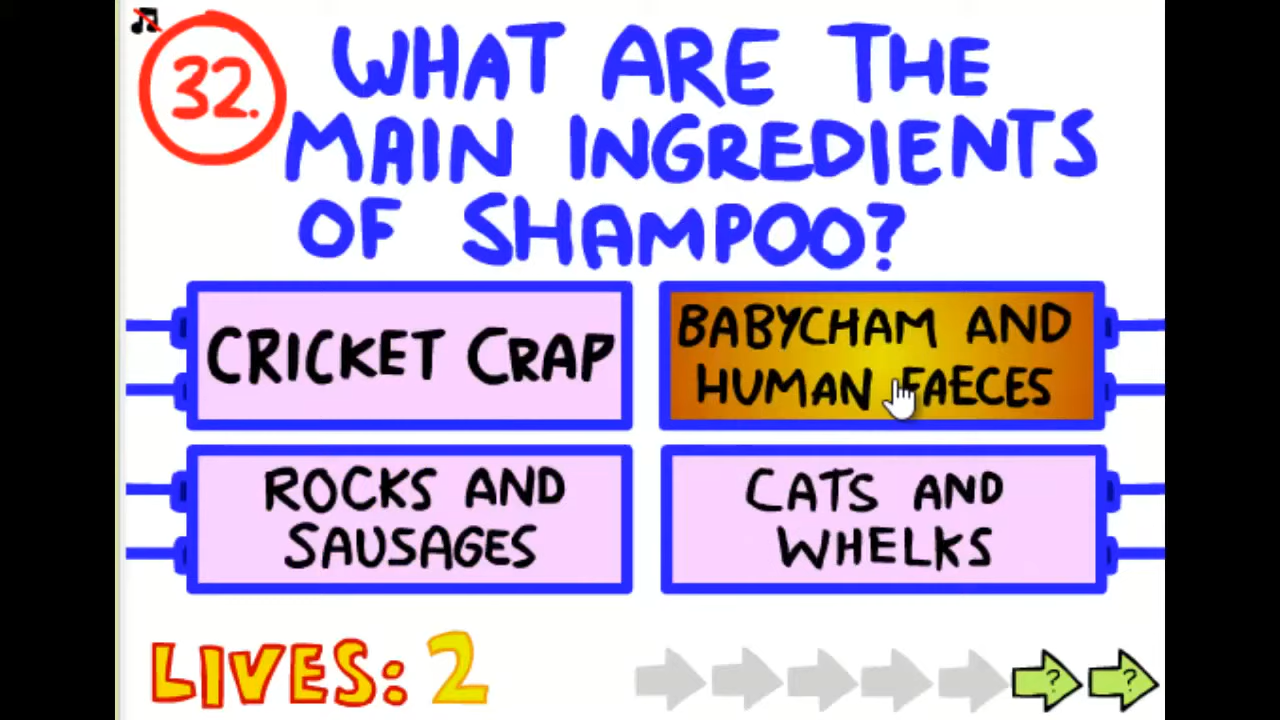 32.
WHAT ARE THE
MAIN INGREDIENTS
OF SHAMPOO?
CRICKET CRAP
BABYCHAM AND
HUMAN FAECES
ROCKS AND
SAUSAGES
CATS AND
WHELKS
LIVES: 2
? ?